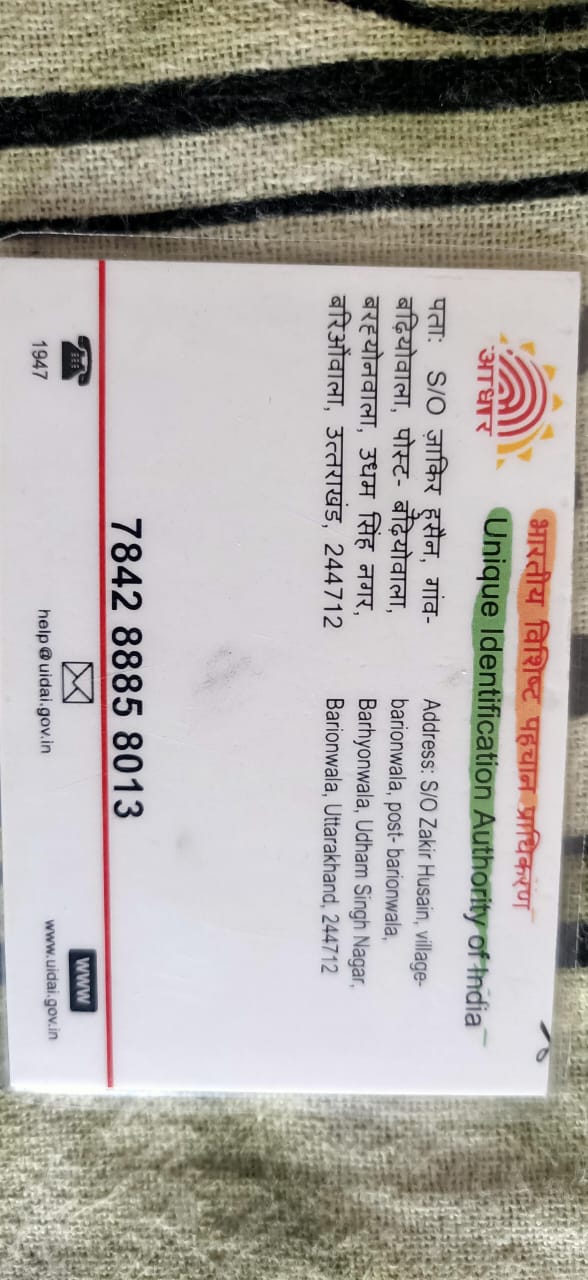 भारतीय विशिष्ट पहचान प्राधिकरण
Unique Identification Authority of India
आधार
पता: S/O ज़ाकिर हुसैन, गांव-
बढ़ियोवाला, पोस्ट- बढ़ियोवाला,
बरह्योनवाला, उधम सिंह नगर,
बरिओंवाला, उत्तराखंड, 244712
Address: S/O Zakir Husain, village-
barionwala, post- barionwala,
Barhyonwala, Udham Singh Nagar,
Barionwala, Uttarakhand, 244712
7842 8885 8013
1947
help@uidai.gov.in
www
www.uidai.gov.in